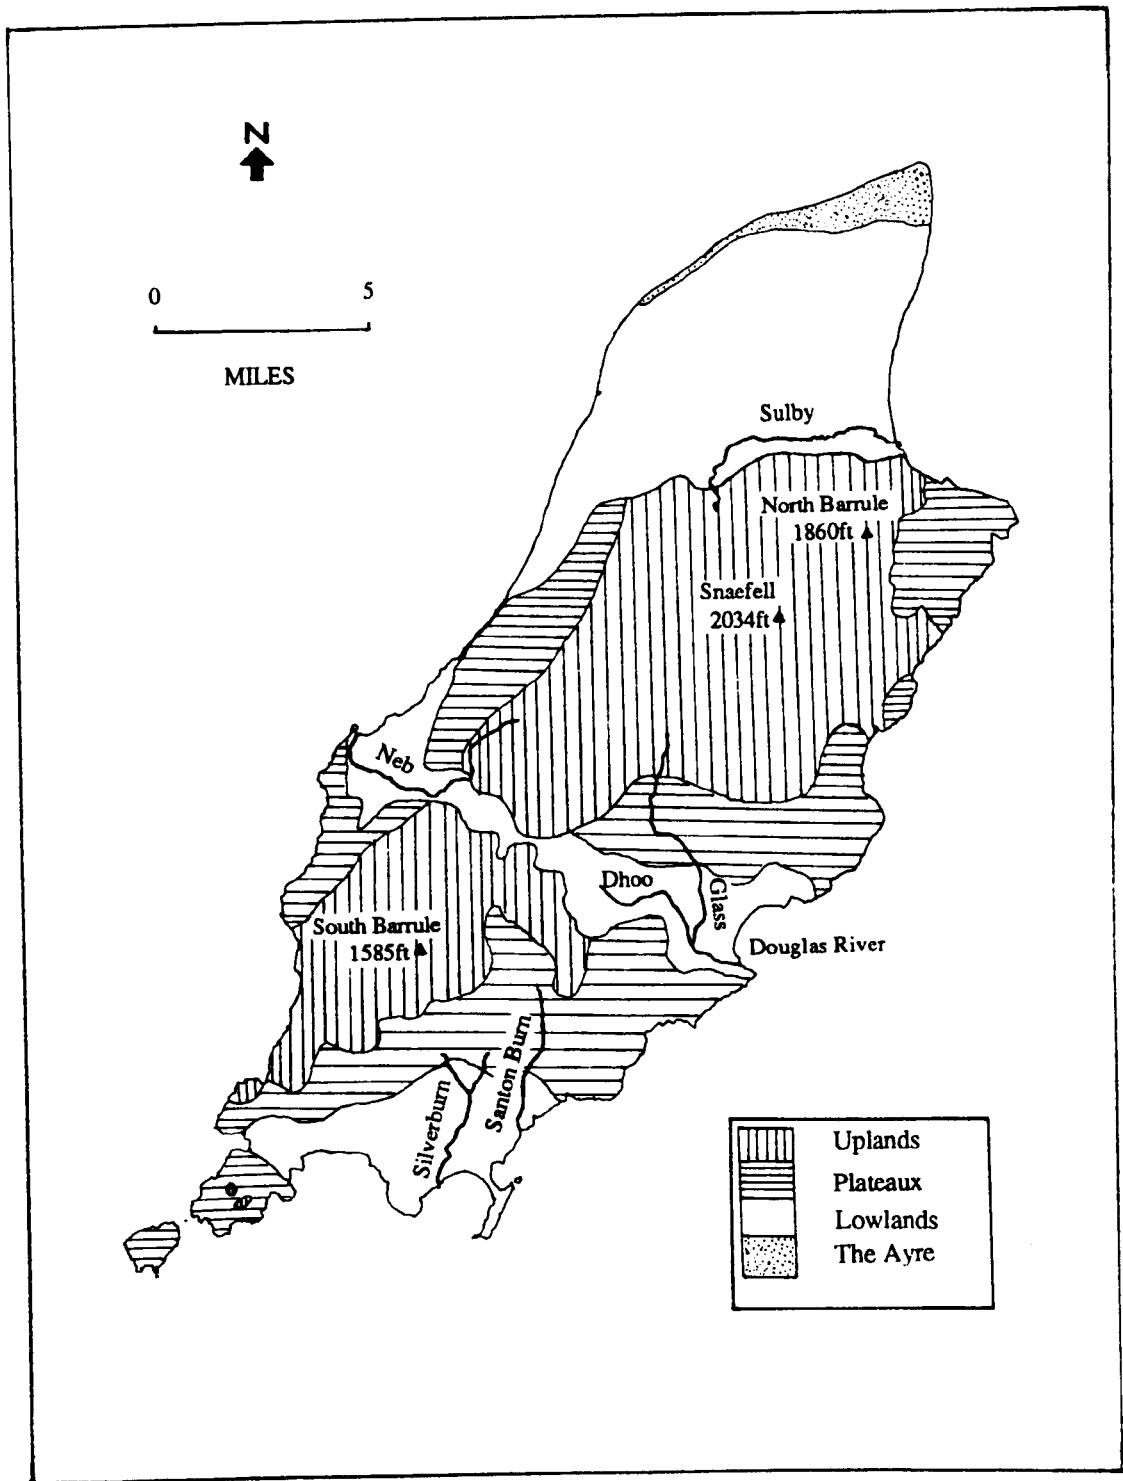 N
0 5
MILES
Sulby
North Barrule
1860ft
Snaefell
2034ft
Neb
Dhoo
Glass
South Barrule
1585ft
Douglas River
Santon Burn
Silverburn
Uplands
Plateaux
Lowlands
The Ayre